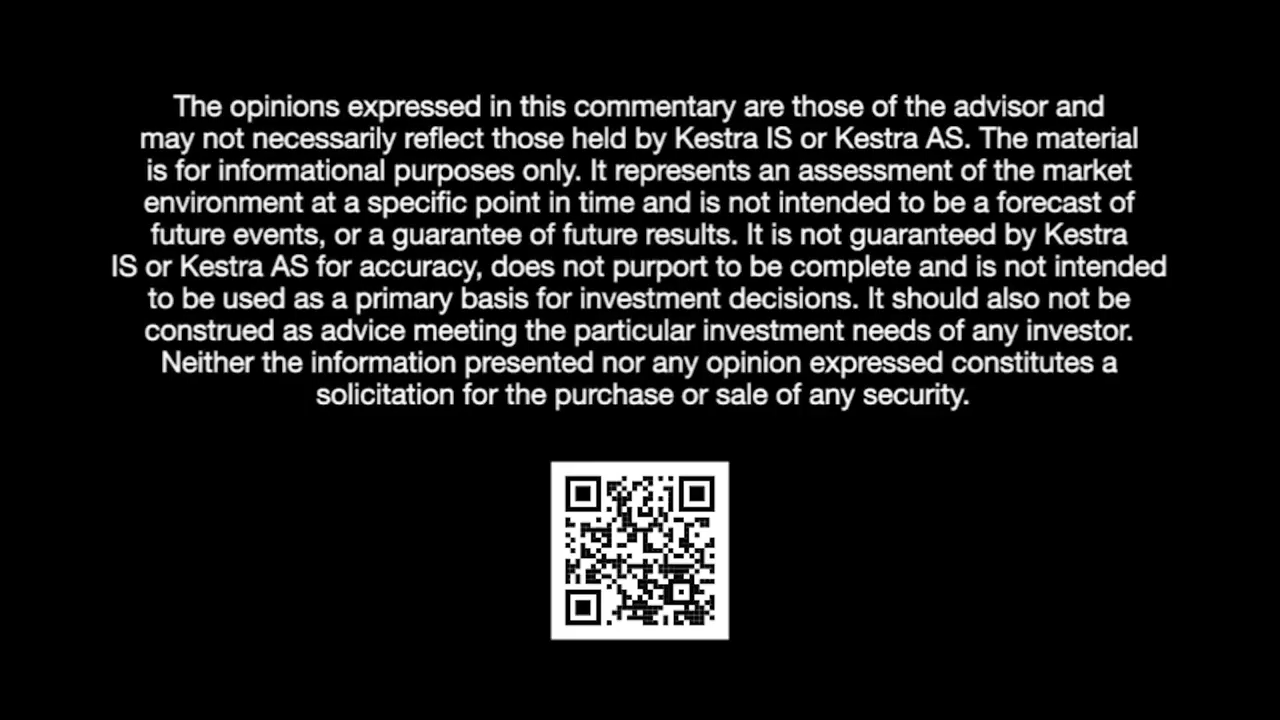 The opinions expressed in this commentary are those of the advisor and
may not necessarily reflect those held by Kestra IS or Kestra AS. The material
is for informational purposes only. It represents an assessment of the market
environment at a specific point in time and is not intended to be a forecast of
future events, or a guarantee of future results. It is not guaranteed by Kestra
IS or Kestra AS for accuracy, does not purport to be complete and is not intended
to be used as a primary basis for investment decisions. It should also not be
construed as advice meeting the particular investment needs of any investor.
Neither the information presented nor any opinion expressed constitutes a
solicitation for the purchase or sale of any security.